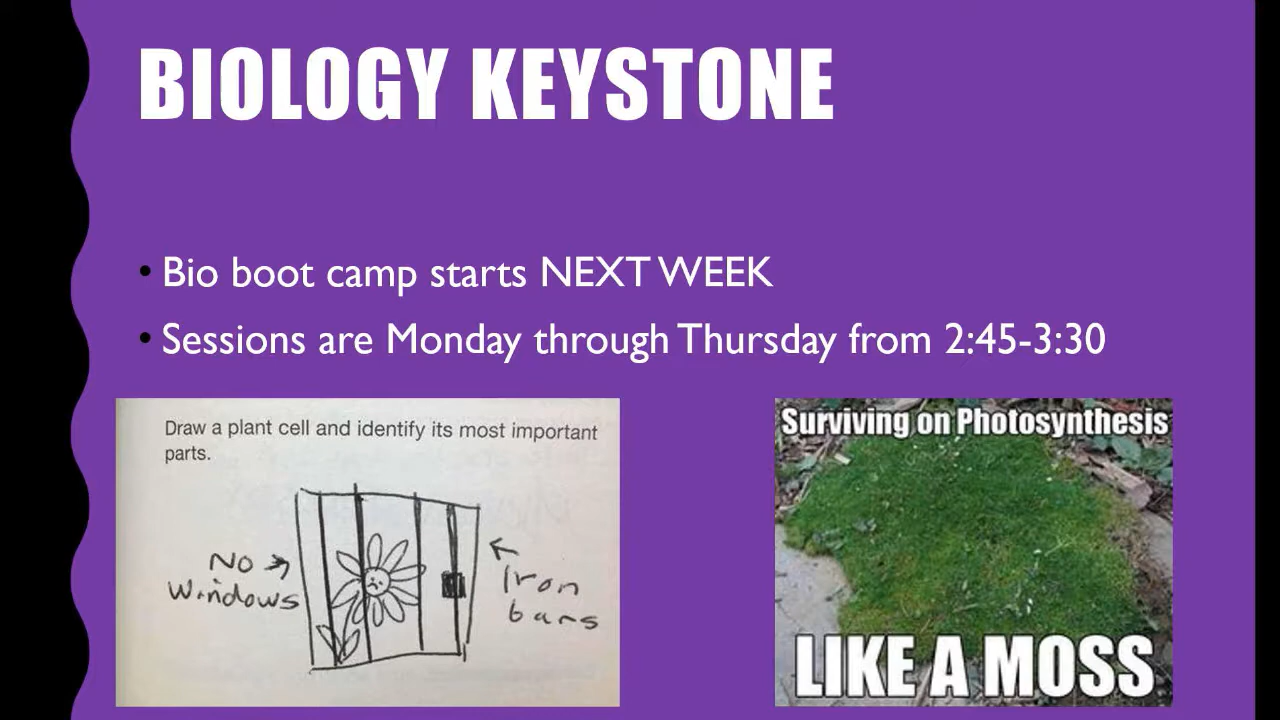 BIOLOGY KEYSTONE
• Bio boot camp starts NEXT WEEK
• Sessions are Monday through Thursday from 2:45-3:30
Draw a plant cell and identify its most important
parts.
No
Windows
Iron
bars
Surviving on Photosynthesis
LIKE A MOSS